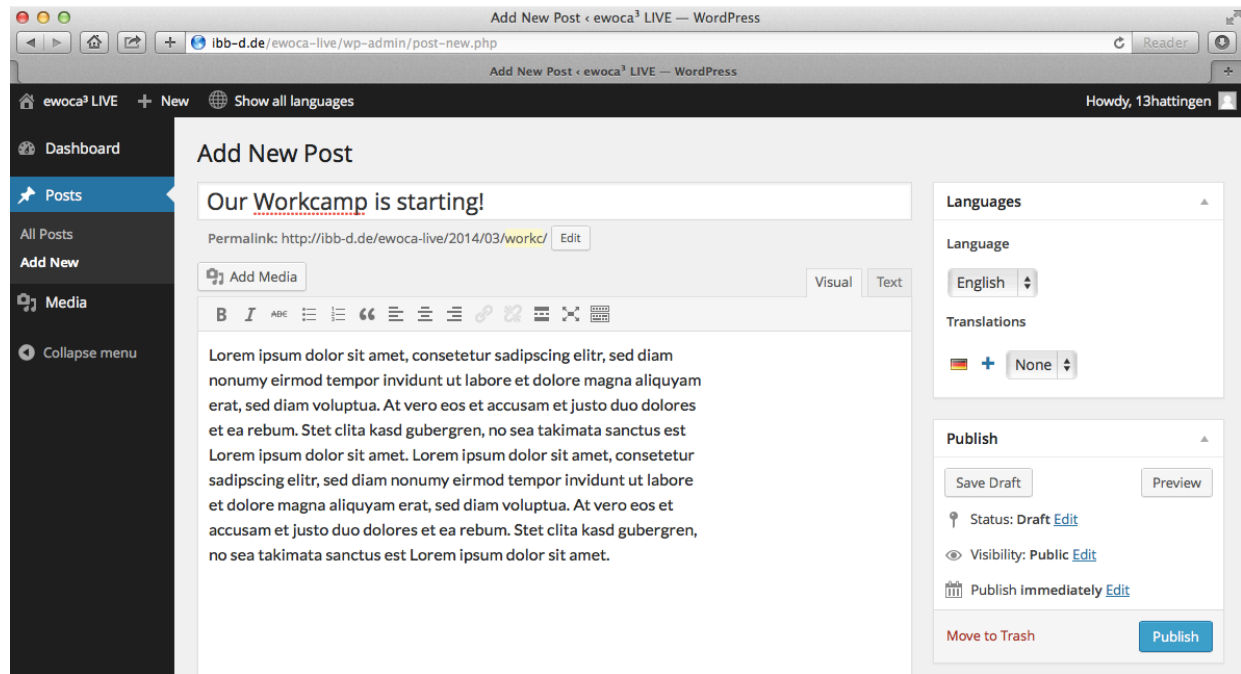 Add New Post ‹ ewoca³ LIVE — WordPress
ibb-d.de/ewoca-live/wp-admin/post-new.php
Reader
Add New Post ‹ ewoca³ LIVE — WordPress
ewoca³ LIVE + New Show all languages
Howdy, 13hattingen
Dashboard
Posts
All Posts
Add New
Media
Collapse menu
Add New Post
Our Workcamp is starting!
Permalink: http://ibb-d.de/ewoca-live/2014/03/workc/ Edit
Add Media
Visual Text
B I ABC
Lorem ipsum dolor sit amet, consetetur sadipscing elitr, sed diam
nonumy eirmod tempor invidunt ut labore et dolore magna aliquyam
erat, sed diam voluptua. At vero eos et accusam et justo duo dolores
et ea rebum. Stet clita kasd gubergren, no sea takimata sanctus est
Lorem ipsum dolor sit amet. Lorem ipsum dolor sit amet, consetetur
sadipscing elitr, sed diam nonumy eirmod tempor invidunt ut labore
et dolore magna aliquyam erat, sed diam voluptua. At vero eos et
accusam et justo duo dolores et ea rebum. Stet clita kasd gubergren,
no sea takimata sanctus est Lorem ipsum dolor sit amet.
Languages
Language
English
Translations
None
Publish
Save Draft Preview
Status: Draft Edit
Visibility: Public Edit
Publish immediately Edit
Move to Trash Publish